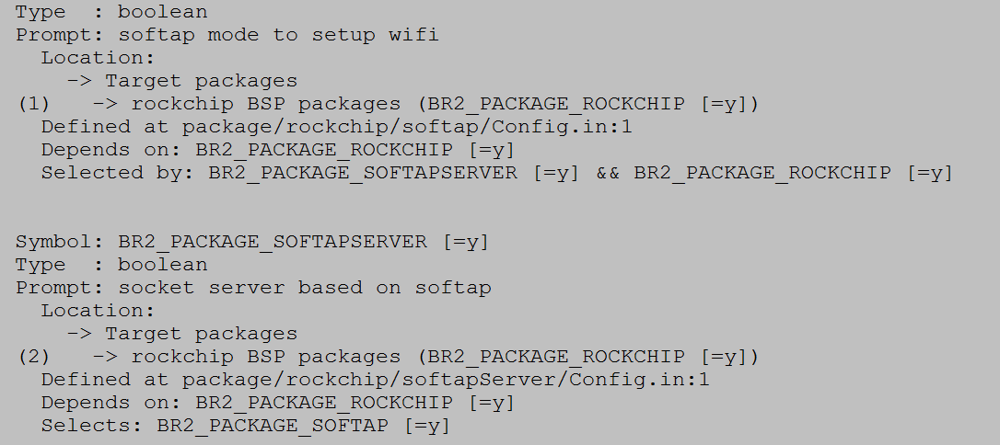 Type  : boolean
Prompt: softap mode to setup wifi
  Location:
    -> Target packages
(1)   -> rockchip BSP packages (BR2_PACKAGE_ROCKCHIP [=y])
  Defined at package/rockchip/softap/Config.in:1
  Depends on: BR2_PACKAGE_ROCKCHIP [=y]
  Selected by: BR2_PACKAGE_SOFTAPSERVER [=y] && BR2_PACKAGE_ROCKCHIP [=y]
Symbol: BR2_PACKAGE_SOFTAPSERVER [=y]
Type  : boolean
Prompt: socket server based on softap
  Location:
    -> Target packages
(2)   -> rockchip BSP packages (BR2_PACKAGE_ROCKCHIP [=y])
  Defined at package/rockchip/softapServer/Config.in:1
  Depends on: BR2_PACKAGE_ROCKCHIP [=y]
  Selects: BR2_PACKAGE_SOFTAP [=y]